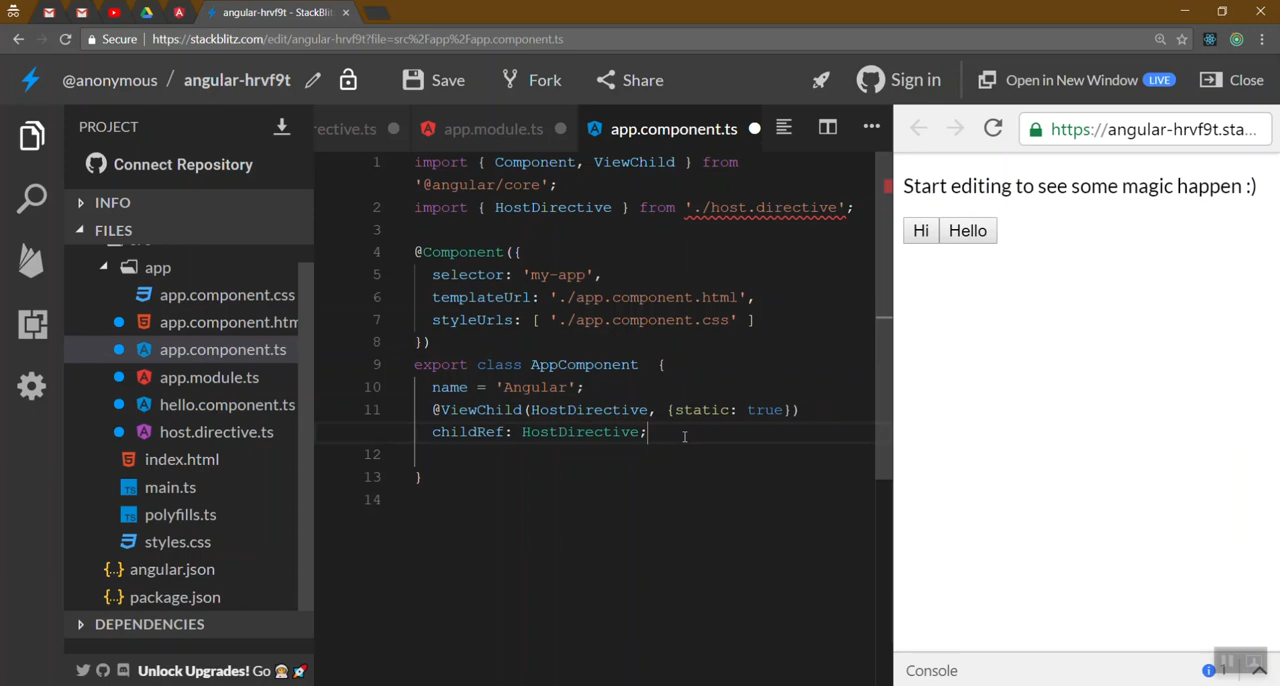 angular-hrvf9t - StackBlitz
Secure | https://stackblitz.com/edit/angular-hrvf9t?file=src%2Fapp%2Fapp.component.ts
@anonymous / angular-hrvf9t
Save
Fork
Share
Sign in
Open in New Window LIVE
Close
PROJECT
Connect Repository
INFO
FILES
app
app.component.css
app.component.htm
app.component.ts
app.module.ts
hello.component.ts
host.directive.ts
index.html
main.ts
polyfills.ts
styles.css
angular.json
package.json
DEPENDENCIES
Unlock Upgrades! Go
rective.ts
app.module.ts
app.component.ts
1 import { Component, ViewChild } from
'@angular/core';
2 import { HostDirective } from './host.directive';
3
4 @Component({
5 selector: 'my-app',
6 templateUrl: './app.component.html',
7 styleUrls: [ './app.component.css' ]
8 })
9 export class AppComponent {
10 name = 'Angular';
11 @ViewChild(HostDirective, {static: true})
childRef: HostDirective;
12
13 }
14
https://angular-hrvf9t.sta...
Start editing to see some magic happen :)
Hi
Hello
Console
1